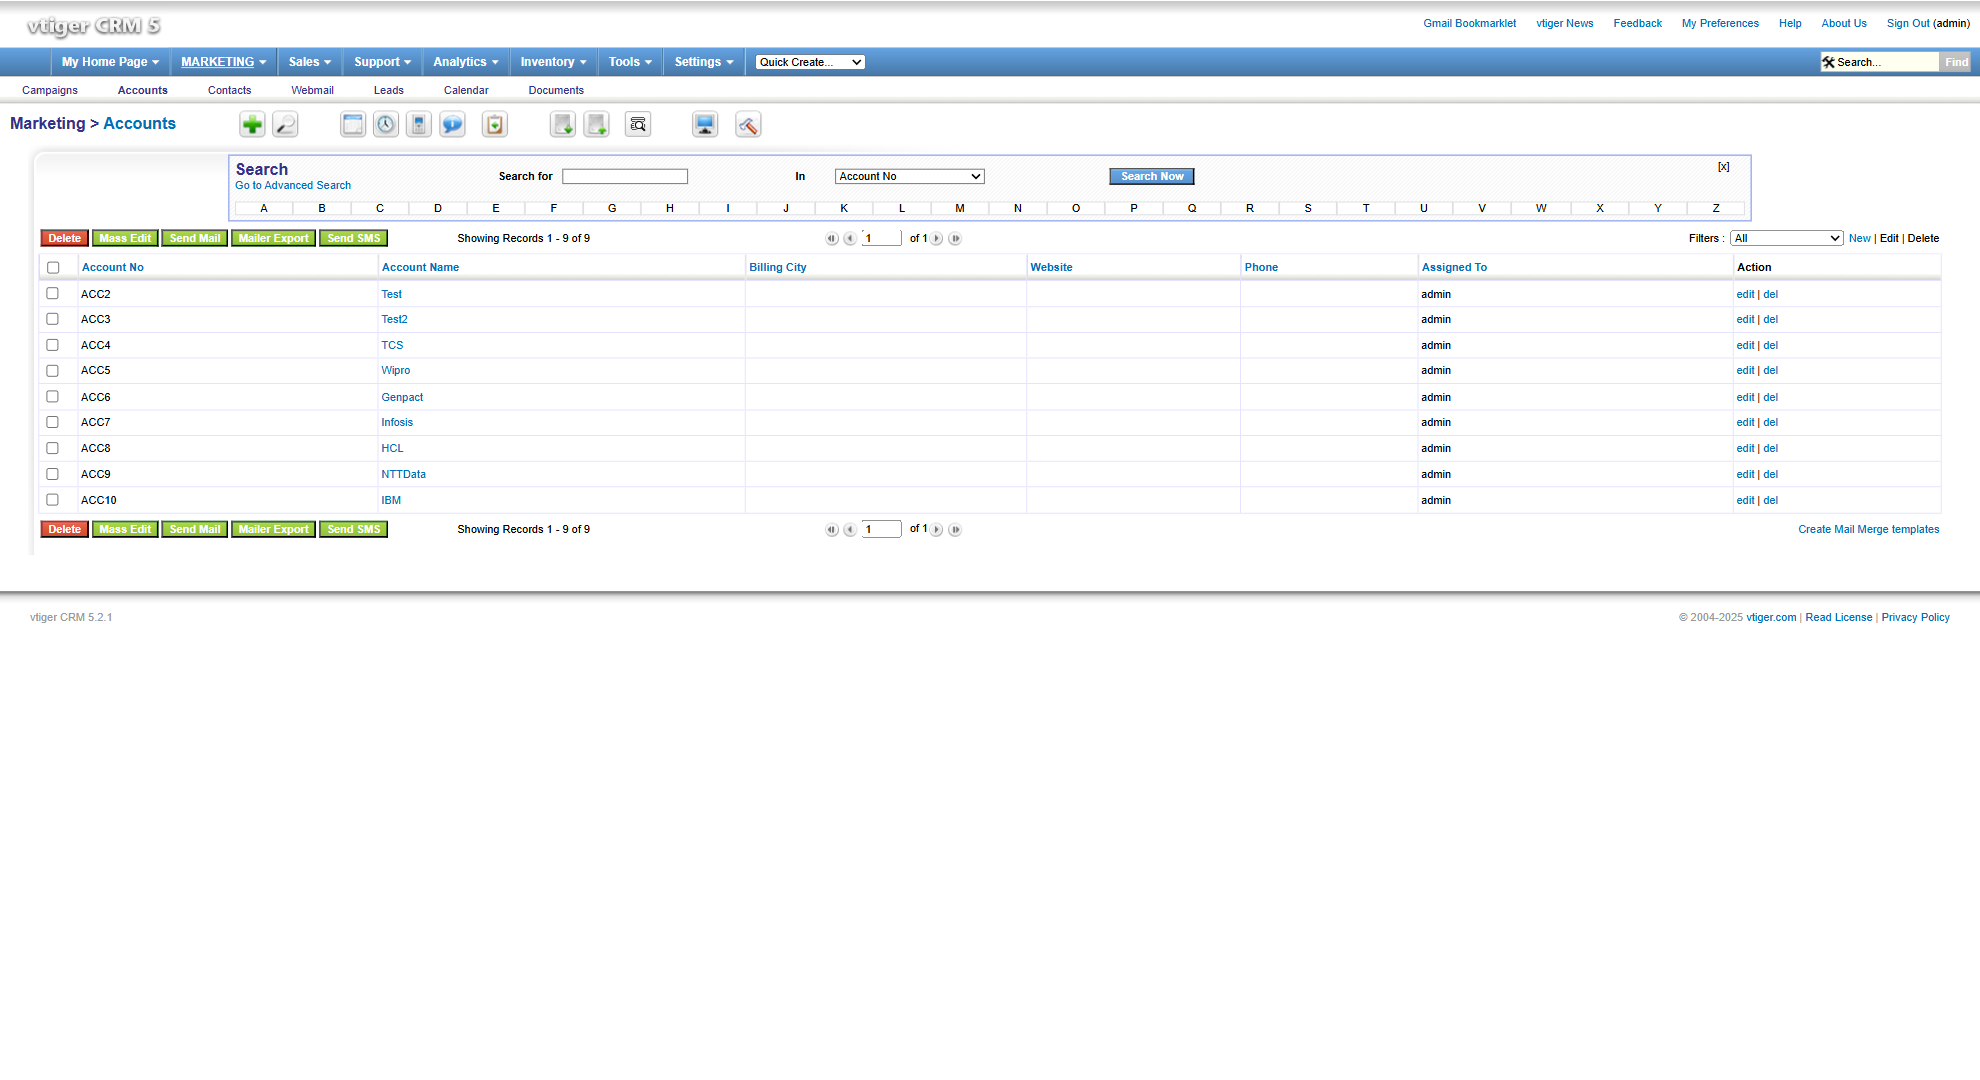 vtiger CRM 5
Gmail Bookmarklet vtiger News Feedback My Preferences Help About Us Sign Out (admin)
My Home Page MARKETING Sales Support Analytics Inventory Tools Settings Quick Create... Search... Find
Campaigns Accounts Contacts Webmail Leads Calendar Documents
Marketing > Accounts
Search
Go to Advanced Search
Search for In Account No Search Now [x]
A B C D E F G H I J K L M N O P Q R S T U V W X Y Z
Delete Mass Edit Send Mail Mailer Export Send SMS Showing Records 1 - 9 of 9 1 of 1 Filters : All New | Edit | Delete
Account No Account Name Billing City Website Phone Assigned To Action
ACC2 Test admin edit | del
ACC3 Test2 admin edit | del
ACC4 TCS admin edit | del
ACC5 Wipro admin edit | del
ACC6 Genpact admin edit | del
ACC7 Infosis admin edit | del
ACC8 HCL admin edit | del
ACC9 NTTData admin edit | del
ACC10 IBM admin edit | del
Delete Mass Edit Send Mail Mailer Export Send SMS Showing Records 1 - 9 of 9 1 of 1 Create Mail Merge templates
vtiger CRM 5.2.1 © 2004-2025 vtiger.com | Read License | Privacy Policy